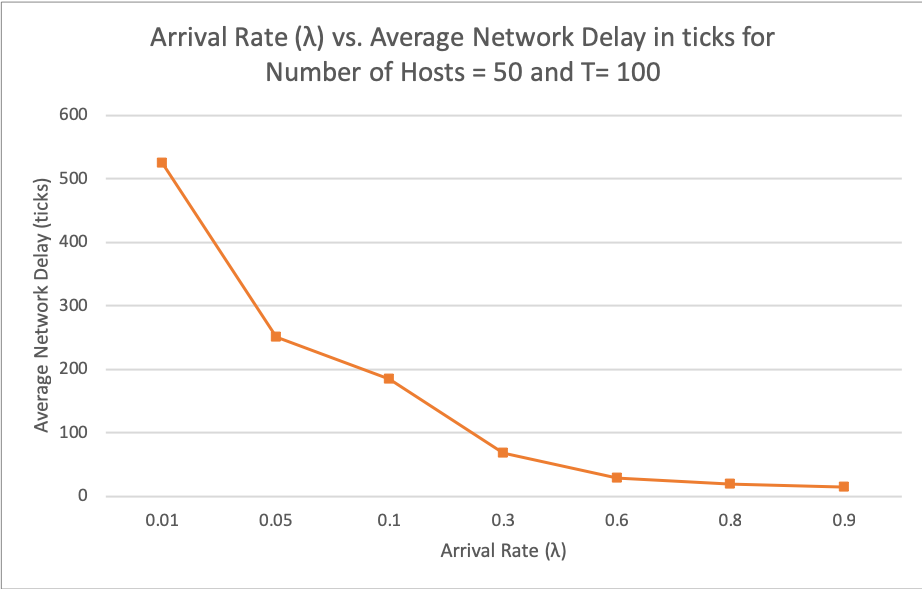 Arrival Rate (λ) vs. Average Network Delay in ticks for
Number of Hosts = 50 and T= 100
Average Network Delay (ticks)
600
500
400
300
200
100
0
0.01 0.05 0.1 0.3 0.6 0.8 0.9
Arrival Rate (λ)